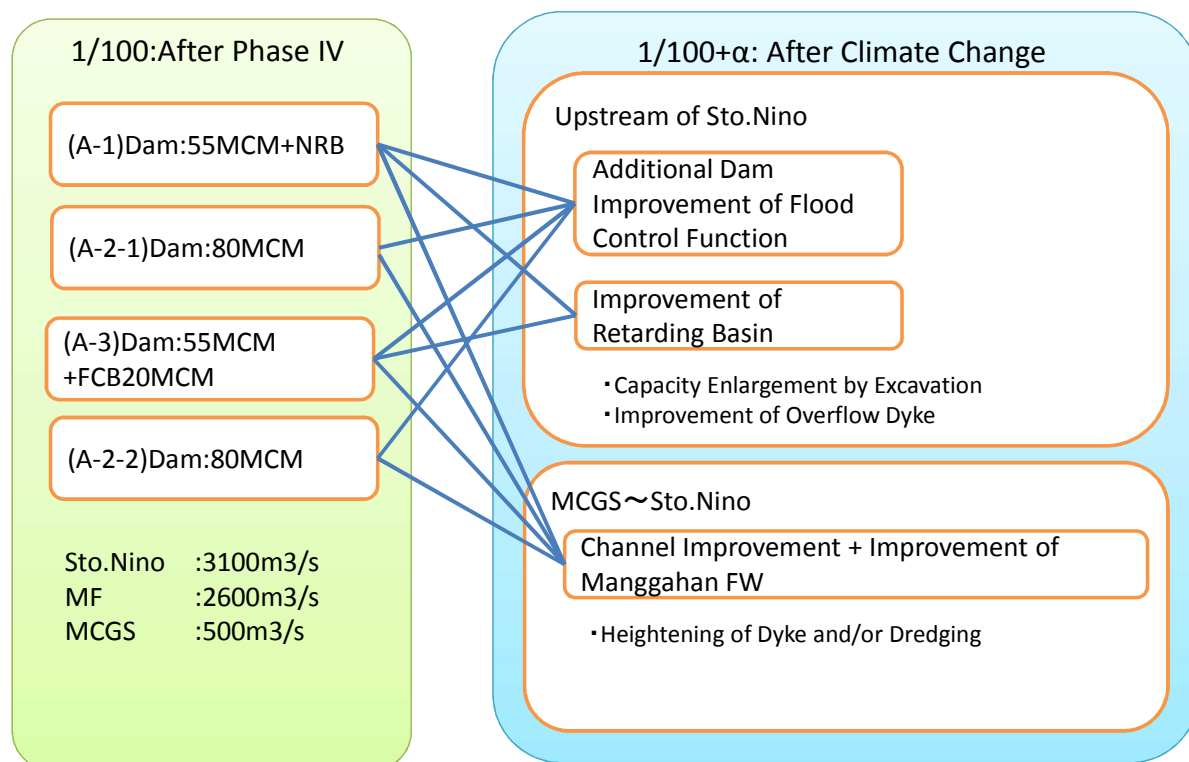 1/100:After Phase IV
(A-1)Dam:55MCM+NRB
(A-2-1)Dam:80MCM
(A-3)Dam:55MCM
+FCB20MCM
(A-2-2)Dam:80MCM
Sto.Nino :3100m3/s
MF :2600m3/s
MCGS :500m3/s
1/100+α: After Climate Change
Upstream of Sto.Nino
Additional Dam
Improvement of Flood
Control Function
Improvement of
Retarding Basin
・Capacity Enlargement by Excavation
・Improvement of Overflow Dyke
MCGS～Sto.Nino
Channel Improvement + Improvement of
Manggahan FW
・Heightening of Dyke and/or Dredging